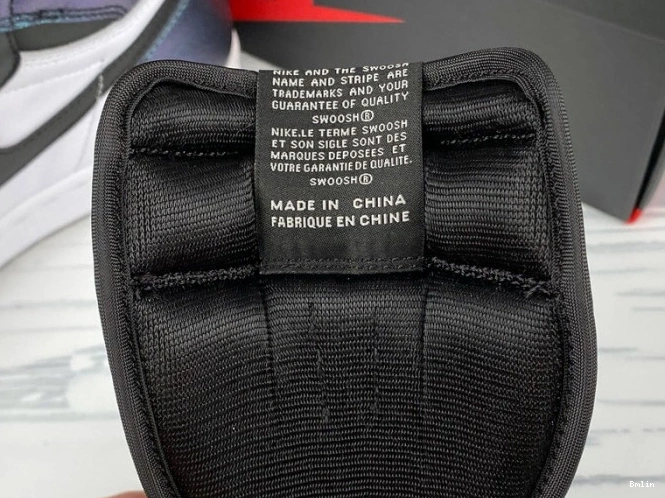 NIKE AND THE SWOOSH
NAME AND STRIPE ARE
TRADEMARKS AND YOUR
GUARANTEE OF QUALITY
SWOOSH®
NIKE.LE TERME SWOOSH
ET SON SIGLE SONT DES
MARQUES DEPOSEES ET
VOTRE GARANTIE DE QUALITE.
SWOOSH®
MADE IN CHINA
FABRIQUE EN CHINE
Bmlin